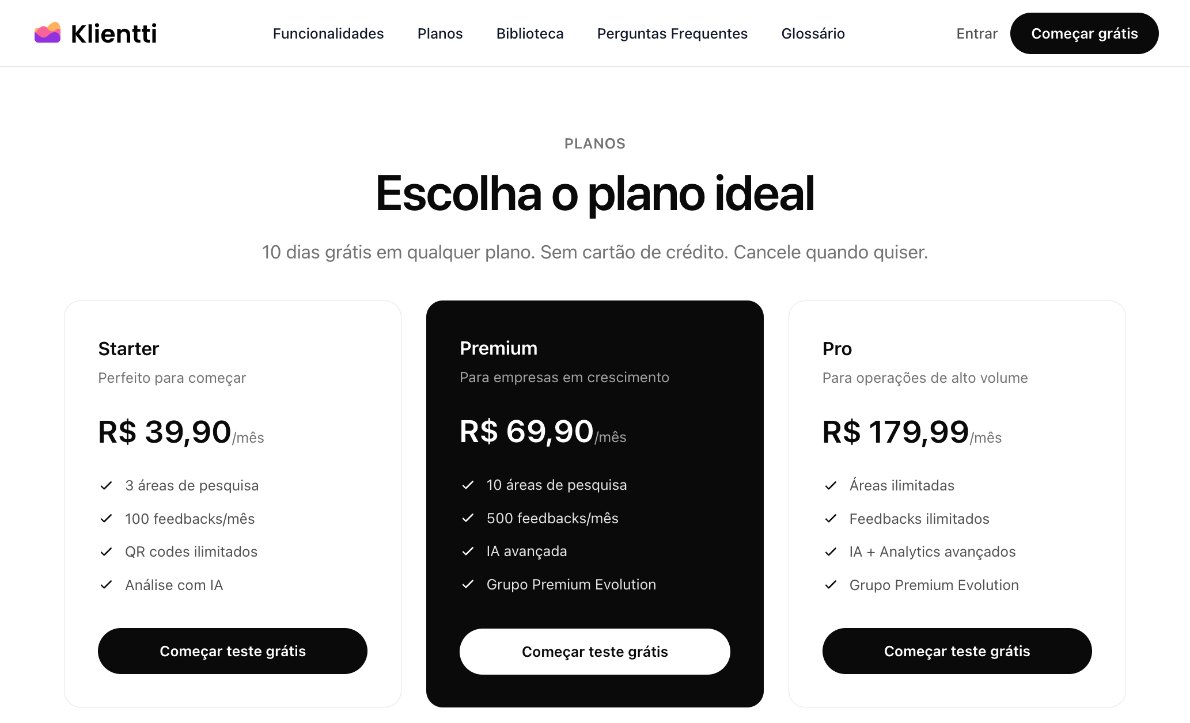 Klientti
Funcionalidades
Planos
Biblioteca
Perguntas Frequentes
Glossário
Entrar
Começar grátis
PLANOS
Escolha o plano ideal
10 dias grátis em qualquer plano. Sem cartão de crédito. Cancele quando quiser.
Starter
Perfeito para começar
R$ 39,90/mês
3 áreas de pesquisa
100 feedbacks/mês
QR codes ilimitados
Análise com IA
Começar teste grátis
Premium
Para empresas em crescimento
R$ 69,90/mês
10 áreas de pesquisa
500 feedbacks/mês
IA avançada
Grupo Premium Evolution
Começar teste grátis
Pro
Para operações de alto volume
R$ 179,99/mês
Áreas ilimitadas
Feedbacks ilimitados
IA + Analytics avançados
Grupo Premium Evolution
Começar teste grátis